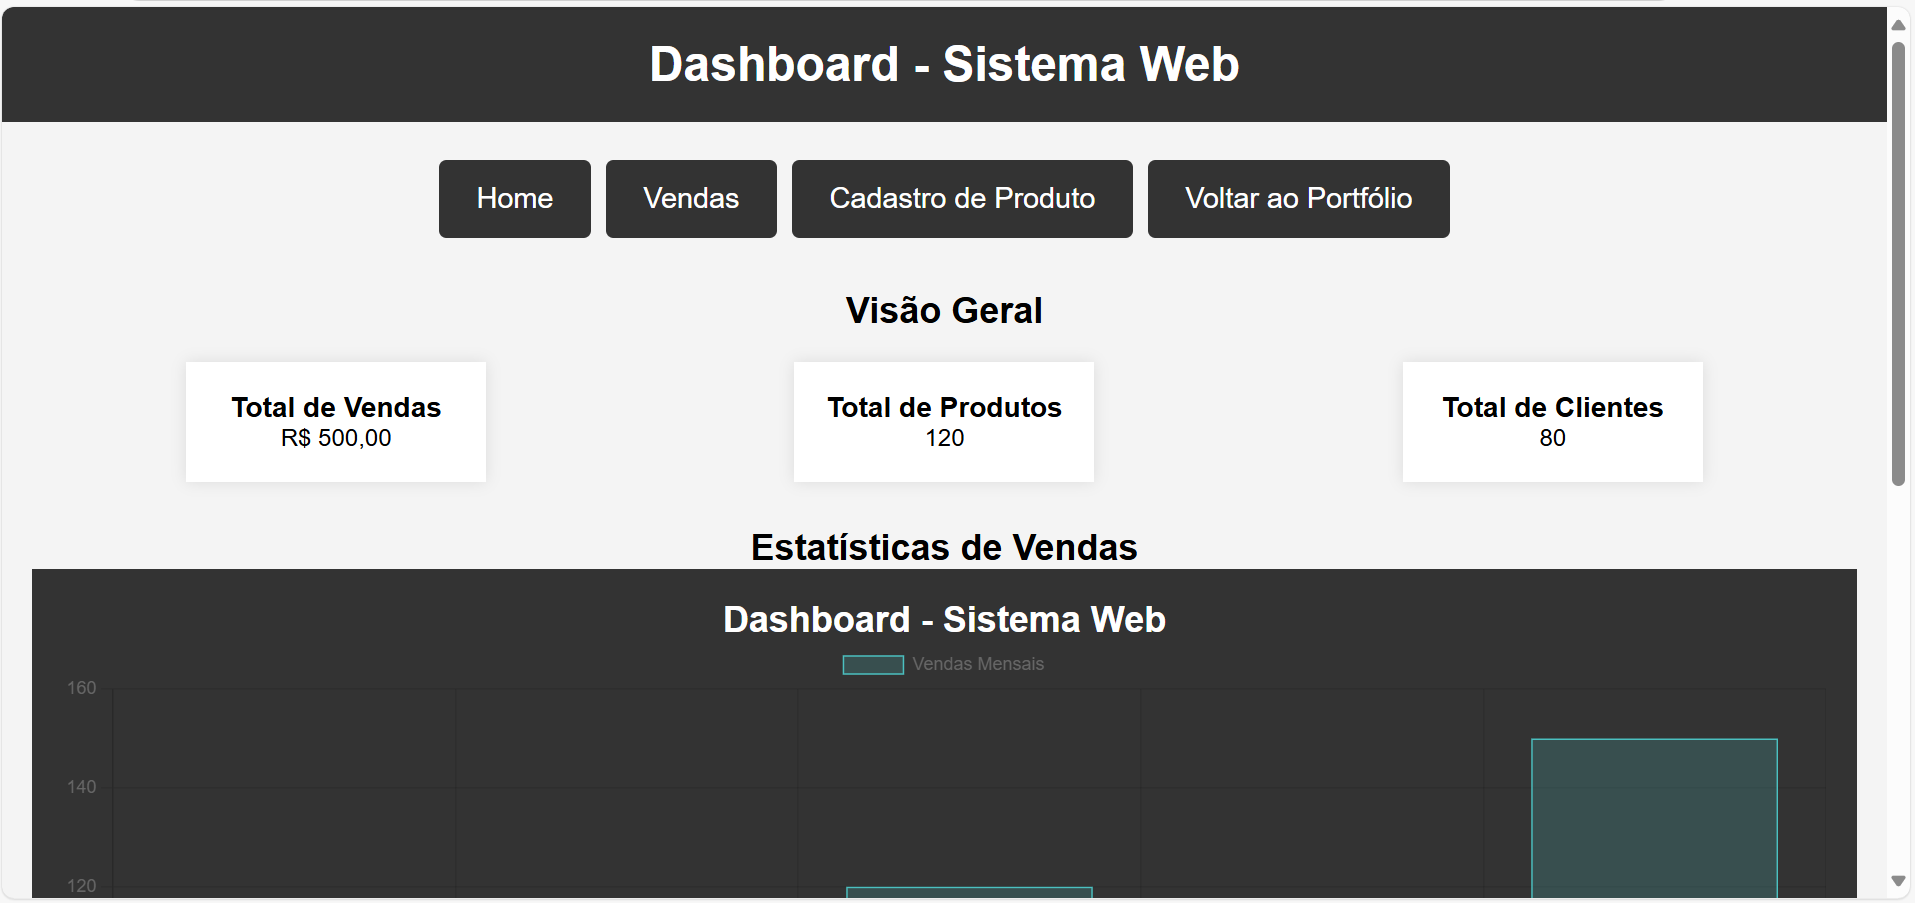 Dashboard - Sistema Web
Home Vendas Cadastro de Produto Voltar ao Portfólio
Visão Geral
Total de Vendas
R$ 500,00
Total de Produtos
120
Total de Clientes
80
Estatísticas de Vendas
Dashboard - Sistema Web
Vendas Mensais
160
140
120